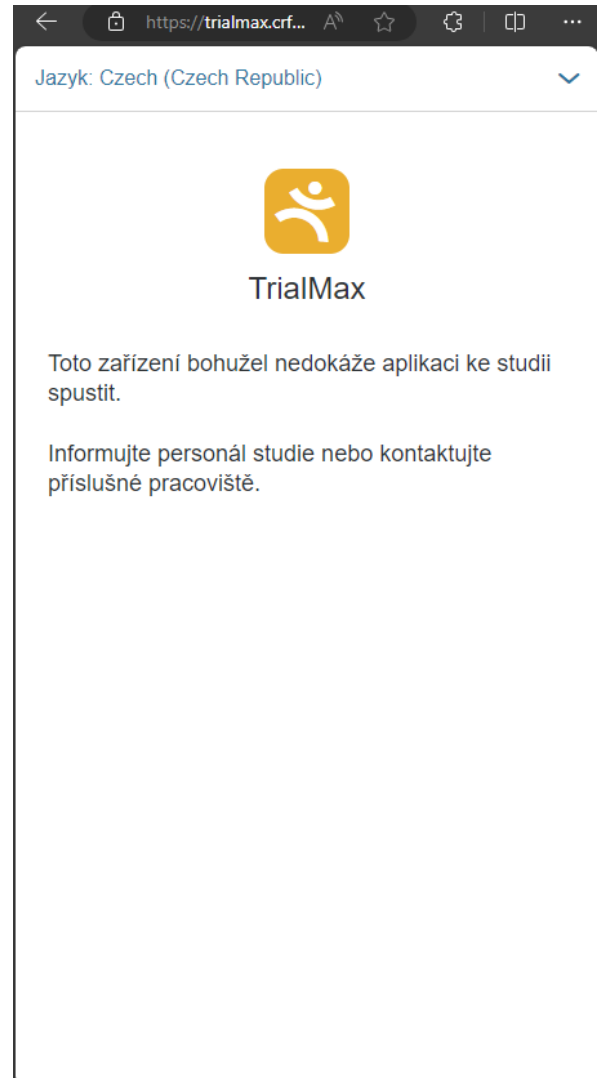 https://trialmax.crf...
Jazyk: Czech (Czech Republic)
TrialMax
Toto zařízení bohužel nedokáže aplikaci ke studii
spustit.
Informujte personál studie nebo kontaktujte
příslušné pracoviště.